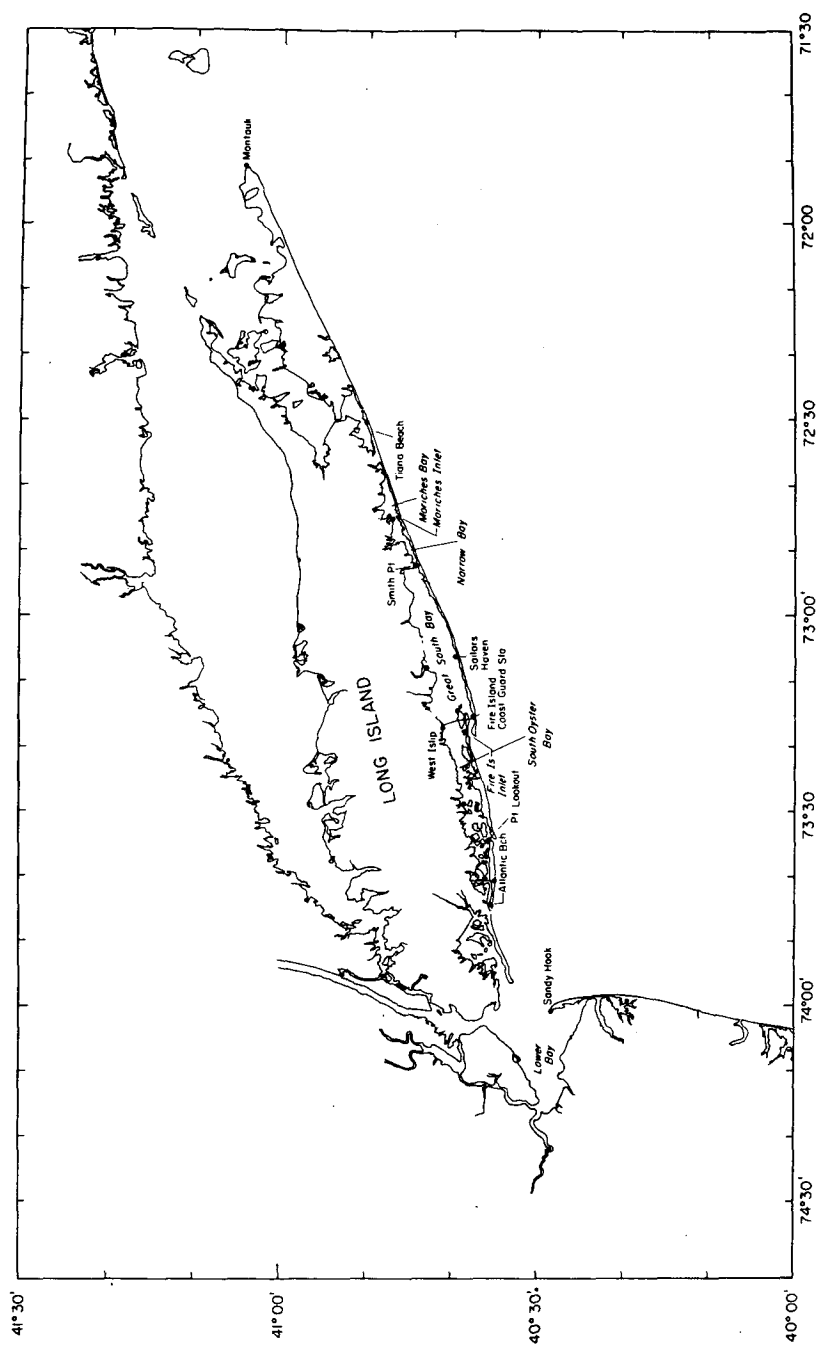 41° 30'
41° 00'
40° 30'
40° 00'
74°30'
74°00'
73°30
73°00
72°30
72°00
71°30
LONG ISLAND
Montauk
Tiana Beach
Moriches Bay
Moriches Inlet
Narrow Bay
Smith Pt
Great South Bay
Sailors
Haven
Fire Island
Coast Guard Sta
West Islip
Fire Is
Inlet
South Oyster
Bay
Pt Lookout
Atlantic Bch
Sandy Hook
Lower
Bay